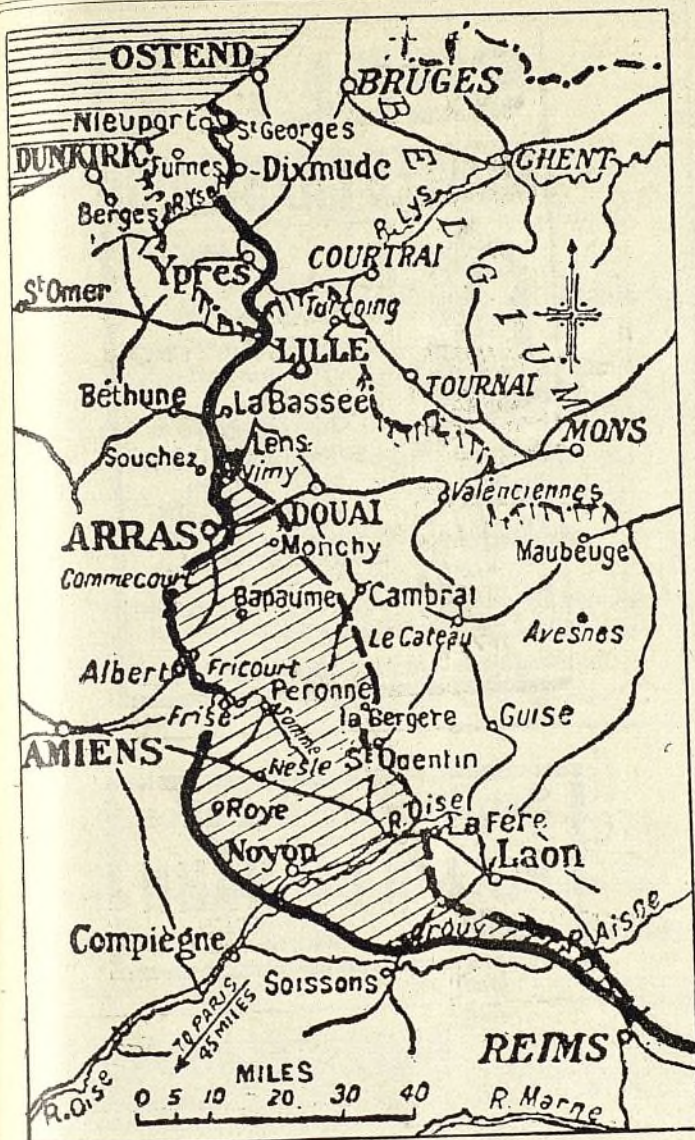 OSTEND
BRUGES
Nieuport
St Georges
DUNKIRK
Furnes
Dixmude
GHENT
Berges
R. Yser
R. Lys
BELGIUM
Ypres
COURTRAI
St Omer
Tarcoing
LILLE
TOURNAI
Béthune
La Bassée
MONS
Souchez
Lens
Vimy
Valenciennes
ARRAS
DOUAI
Monchy
Maubeuge
Commecourt
Bapaume
Cambrai
Le Cateau
Avesnes
Albert
Fricourt
Peronne
Frise
Somme
la Bergere
Guise
AMIENS
Nesle
St Quentin
Roye
R. Oise
La Fére
Noyon
Laon
Compiègne
Crouy
R. Aisne
Soissons
TO PARIS
45 MILES
REIMS
MILES
R. Oise
0 5 10 20 30 40
R. Marne